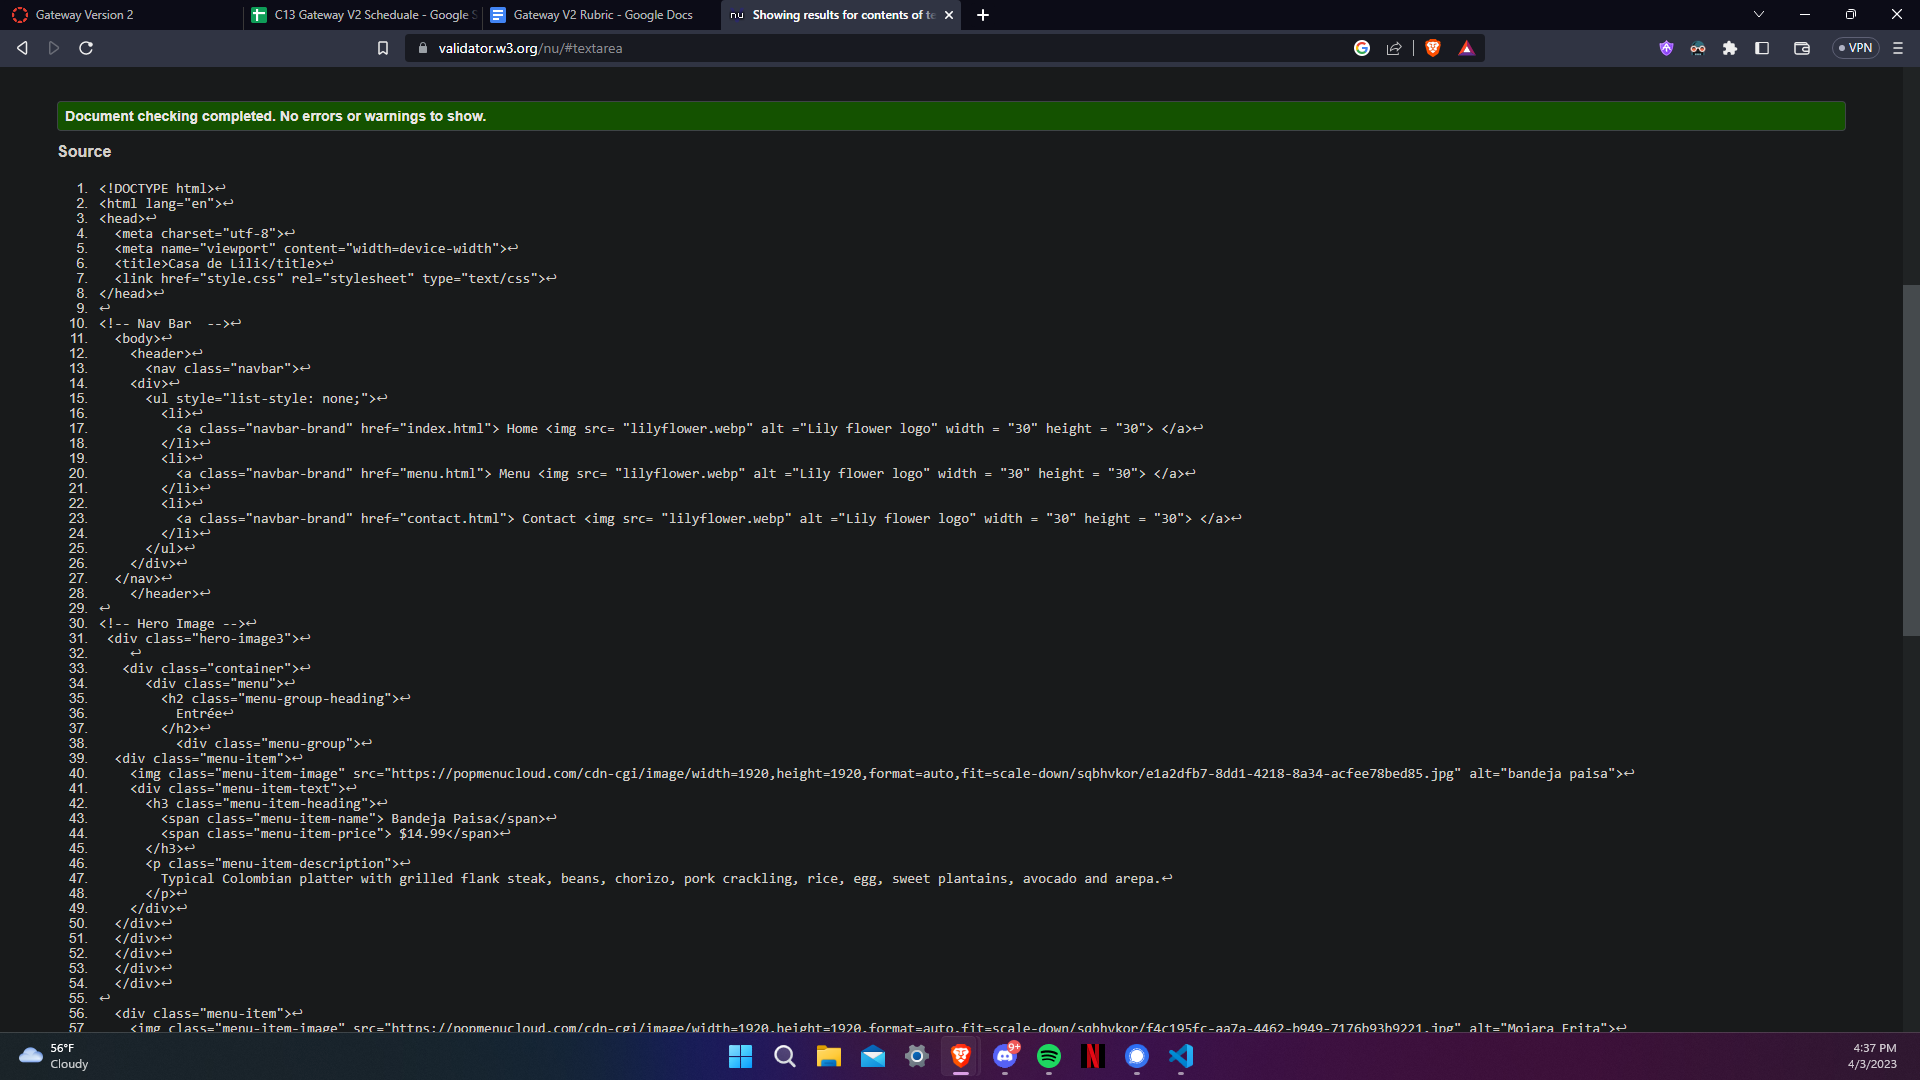 Gateway Version 2
C13 Gateway V2 Scheduale - Google S
Gateway V2 Rubric - Google Docs
nu Showing results for contents of te
validator.w3.org/nu/#textarea
VPN
Document checking completed. No errors or warnings to show.
Source
1. <!DOCTYPE html>↩
2. <html lang="en">↩
3. <head>↩
4. <meta charset="utf-8">↩
5. <meta name="viewport" content="width=device-width">↩
6. <title>Casa de Lili</title>↩
7. <link href="style.css" rel="stylesheet" type="text/css">↩
8. </head>↩
9. ↩
10. <!-- Nav Bar  -->↩
11. <body>↩
12. <header>↩
13. <nav class="navbar">↩
14. <div>↩
15. <ul style="list-style: none;">↩
16. <li>↩
17. <a class="navbar-brand" href="index.html"> Home <img src= "lilyflower.webp" alt ="Lily flower logo" width = "30" height = "30"> </a>↩
18. </li>↩
19. <li>↩
20. <a class="navbar-brand" href="menu.html"> Menu <img src= "lilyflower.webp" alt ="Lily flower logo" width = "30" height = "30"> </a>↩
21. </li>↩
22. <li>↩
23. <a class="navbar-brand" href="contact.html"> Contact <img src= "lilyflower.webp" alt ="Lily flower logo" width = "30" height = "30"> </a>↩
24. </li>↩
25. </ul>↩
26. </div>↩
27. </nav>↩
28. </header>↩
29. ↩
30. <!-- Hero Image -->↩
31. <div class="hero-image3">↩
32. ↩
33. <div class="container">↩
34. <div class="menu">↩
35. <h2 class="menu-group-heading">↩
36. Entrée↩
37. </h2>↩
38. <div class="menu-group">↩
39. <div class="menu-item">↩
40. <img class="menu-item-image" src="https://popmenucloud.com/cdn-cgi/image/width=1920,height=1920,format=auto,fit=scale-down/sqbhvkor/e1a2dfb7-8dd1-4218-8a34-acfee78bed85.jpg" alt="bandeja paisa">↩
41. <div class="menu-item-text">↩
42. <h3 class="menu-item-heading">↩
43. <span class="menu-item-name"> Bandeja Paisa</span>↩
44. <span class="menu-item-price"> $14.99</span>↩
45. </h3>↩
46. <p class="menu-item-description">↩
47. Typical Colombian platter with grilled flank steak, beans, chorizo, pork crackling, rice, egg, sweet plantains, avocado and arepa.↩
48. </p>↩
49. </div>↩
50. </div>↩
51. </div>↩
52. </div>↩
53. </div>↩
54. </div>↩
55. ↩
56. <div class="menu-item">↩
57. <img class="menu-item-image" src="https://popmenucloud.com/cdn-cgi/image/width=1920,height=1920,format=auto,fit=scale-down/sqbhvkor/f4c195fc-aa7a-4462-b949-7176b93b9221.jpg" alt="Mojara Frita">↩
56°F
Cloudy
9+
4:37 PM
4/3/2023